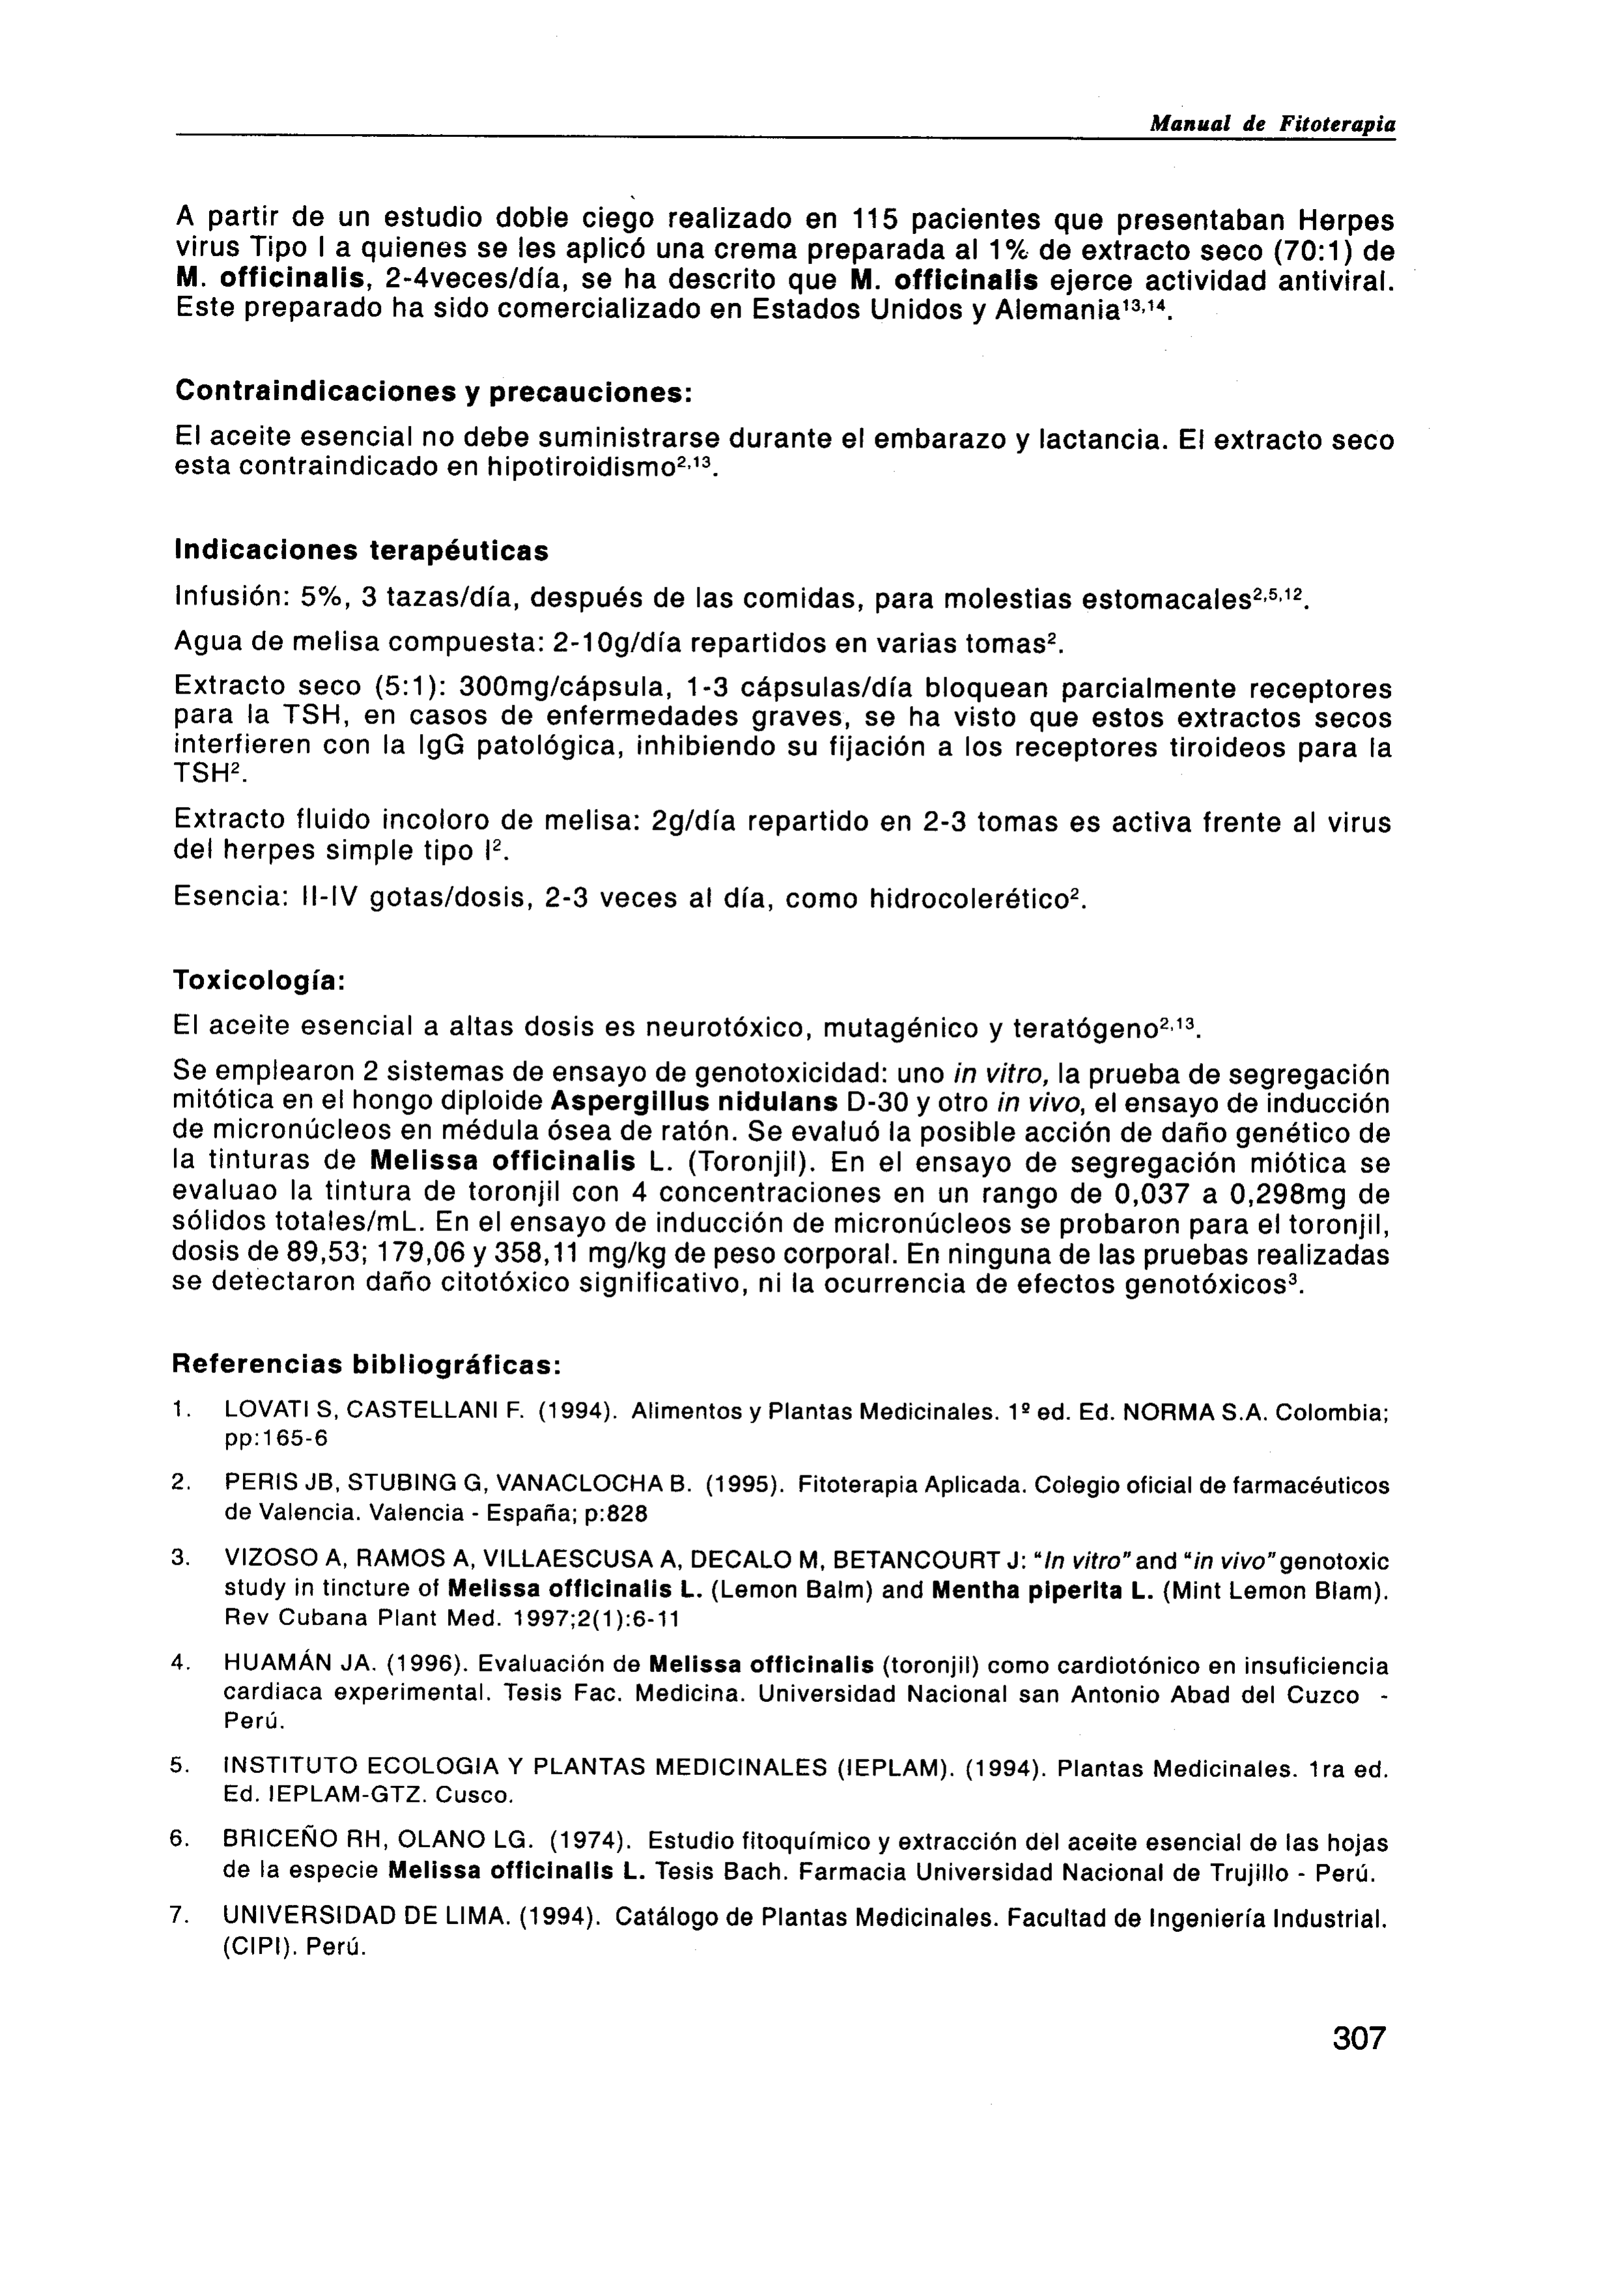 Manual de Fitoterapia
A partir de un estudio doble ciego realizado en 115 pacientes que presentaban Herpes
virus Tipo I a quienes se les aplicó una crema preparada al 1% de extracto seco (70:1) de
M. officinalis, 2-4veces/día, se ha descrito que M. officinalis ejerce actividad antiviral.
Este preparado ha sido comercializado en Estados Unidos y Alemania¹³,¹⁴.
Contraindicaciones y precauciones:
El aceite esencial no debe suministrarse durante el embarazo y lactancia. El extracto seco
esta contraindicado en hipotiroidismo²,¹³.
Indicaciones terapéuticas
Infusión: 5%, 3 tazas/día, después de las comidas, para molestias estomacales²,⁵,¹².
Agua de melisa compuesta: 2-10g/día repartidos en varias tomas².
Extracto seco (5:1): 300mg/cápsula, 1-3 cápsulas/día bloquean parcialmente receptores
para la TSH, en casos de enfermedades graves, se ha visto que estos extractos secos
interfieren con la IgG patológica, inhibiendo su fijación a los receptores tiroideos para la
TSH².
Extracto fluido incoloro de melisa: 2g/día repartido en 2-3 tomas es activa frente al virus
del herpes simple tipo I².
Esencia: II-IV gotas/dosis, 2-3 veces al día, como hidrocolerético².
Toxicología:
El aceite esencial a altas dosis es neurotóxico, mutagénico y teratógeno²,¹³.
Se emplearon 2 sistemas de ensayo de genotoxicidad: uno in vitro, la prueba de segregación
mitótica en el hongo diploide Aspergillus nidulans D-30 y otro in vivo, el ensayo de inducción
de micronúcleos en médula ósea de ratón. Se evaluó la posible acción de daño genético de
la tinturas de Melissa officinalis L. (Toronjil). En el ensayo de segregación miótica se
evaluao la tintura de toronjil con 4 concentraciones en un rango de 0,037 a 0,298mg de
sólidos totales/mL. En el ensayo de inducción de micronúcleos se probaron para el toronjil,
dosis de 89,53; 179,06 y 358,11 mg/kg de peso corporal. En ninguna de las pruebas realizadas
se detectaron daño citotóxico significativo, ni la ocurrencia de efectos genotóxicos³.
Referencias bibliográficas:
1. LOVATI S, CASTELLANI F. (1994). Alimentos y Plantas Medicinales. 1º ed. Ed. NORMA S.A. Colombia;
pp:165-6
2. PERIS JB, STUBING G, VANACLOCHA B. (1995). Fitoterapia Aplicada. Colegio oficial de farmacéuticos
de Valencia. Valencia - España; p:828
3. VIZOSO A, RAMOS A, VILLAESCUSA A, DECALO M, BETANCOURT J: "In vitro" and "in vivo" genotoxic
study in tincture of Melissa officinalis L. (Lemon Balm) and Mentha piperita L. (Mint Lemon Blam).
Rev Cubana Plant Med. 1997;2(1):6-11
4. HUAMÁN JA. (1996). Evaluación de Melissa officinalis (toronjil) como cardiotónico en insuficiencia
cardiaca experimental. Tesis Fac. Medicina. Universidad Nacional san Antonio Abad del Cuzco -
Perú.
5. INSTITUTO ECOLOGIA Y PLANTAS MEDICINALES (IEPLAM). (1994). Plantas Medicinales. 1ra ed.
Ed. IEPLAM-GTZ. Cusco.
6. BRICEÑO RH, OLANO LG. (1974). Estudio fitoquímico y extracción del aceite esencial de las hojas
de la especie Melissa officinalis L. Tesis Bach. Farmacia Universidad Nacional de Trujillo - Perú.
7. UNIVERSIDAD DE LIMA. (1994). Catálogo de Plantas Medicinales. Facultad de Ingeniería Industrial.
(CIPI). Perú.
307